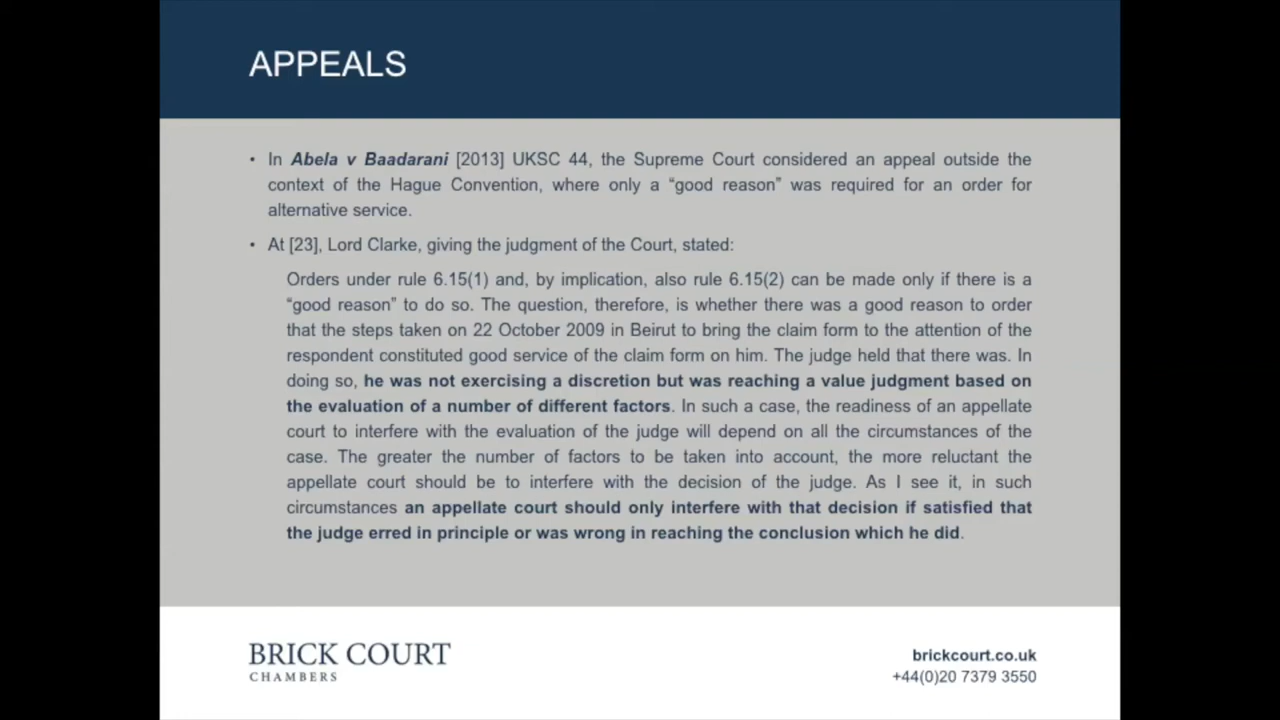 APPEALS
• In Abela v Baadarani [2013] UKSC 44, the Supreme Court considered an appeal outside the
context of the Hague Convention, where only a “good reason” was required for an order for
alternative service.
• At [23], Lord Clarke, giving the judgment of the Court, stated:
Orders under rule 6.15(1) and, by implication, also rule 6.15(2) can be made only if there is a
“good reason” to do so. The question, therefore, is whether there was a good reason to order
that the steps taken on 22 October 2009 in Beirut to bring the claim form to the attention of the
respondent constituted good service of the claim form on him. The judge held that there was. In
doing so, he was not exercising a discretion but was reaching a value judgment based on
the evaluation of a number of different factors. In such a case, the readiness of an appellate
court to interfere with the evaluation of the judge will depend on all the circumstances of the
case. The greater the number of factors to be taken into account, the more reluctant the
appellate court should be to interfere with the decision of the judge. As I see it, in such
circumstances an appellate court should only interfere with that decision if satisfied that
the judge erred in principle or was wrong in reaching the conclusion which he did.
BRICK COURT
CHAMBERS
brickcourt.co.uk
+44(0)20 7379 3550